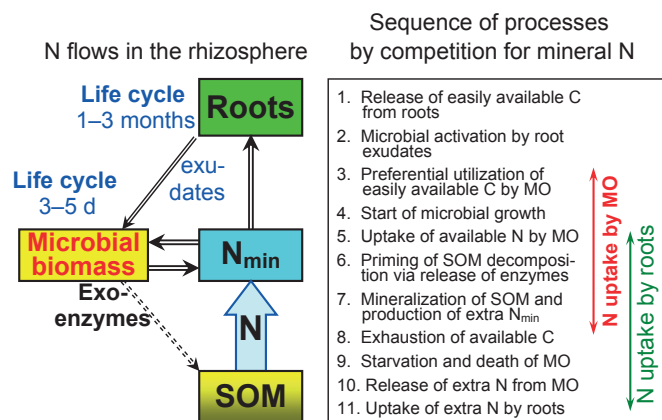 N flows in the rhizosphere
Life cycle
1–3 months
Roots
exu-
dates
Life cycle
3–5 d
Microbial
biomass
Nmin
Exo-
enzymes
N
SOM
Sequence of processes
by competition for mineral N
1. Release of easily available C
from roots
2. Microbial activation by root
exudates
3. Preferential utilization of
easily available C by MO
4. Start of microbial growth
5. Uptake of available N by MO
6. Priming of SOM decomposi-
tion via release of enzymes
7. Mineralization of SOM and
production of extra Nmin
8. Exhaustion of available C
9. Starvation and death of MO
10. Release of extra N from MO
11. Uptake of extra N by roots
N uptake by MO
N uptake by roots